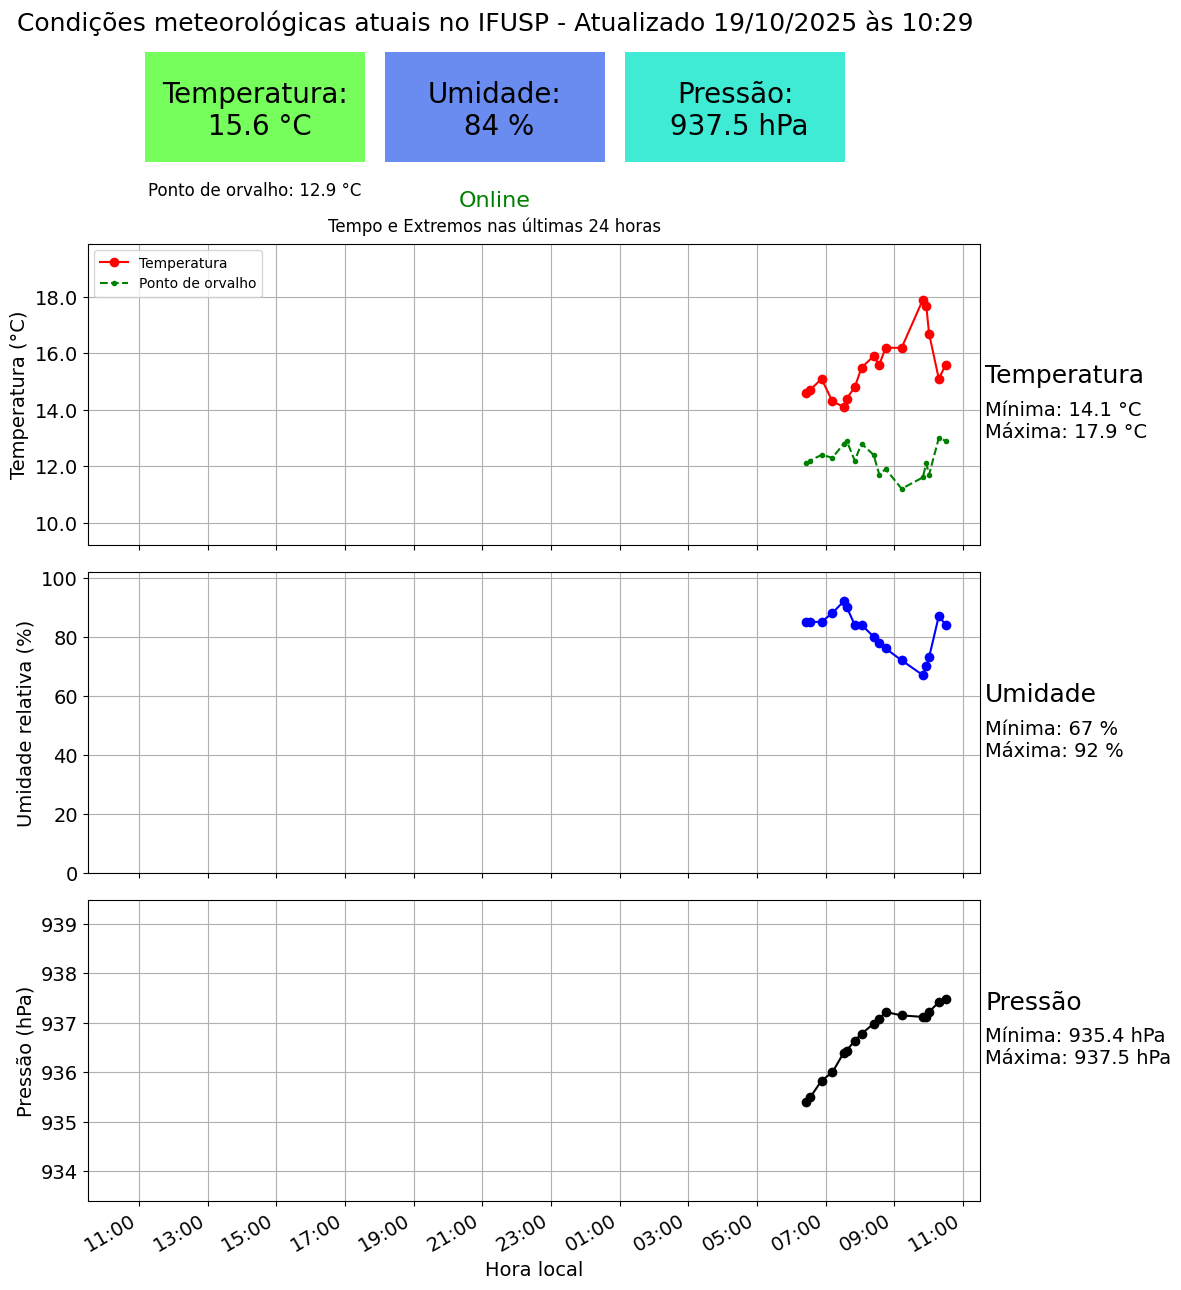 Condições meteorológicas atuais no IFUSP - Atualizado 19/10/2025 às 10:29
Temperatura:
15.6 °C
Umidade:
84 %
Pressão:
937.5 hPa
Ponto de orvalho: 12.9 °C
Online
Tempo e Extremos nas últimas 24 horas
Temperatura
Ponto de orvalho
Temperatura (°C)
18.0
16.0
14.0
12.0
10.0
Temperatura
Mínima: 14.1 °C
Máxima: 17.9 °C
Umidade relativa (%)
100
80
60
40
20
0
Umidade
Mínima: 67 %
Máxima: 92 %
Pressão (hPa)
939
938
937
936
935
934
Pressão
Mínima: 935.4 hPa
Máxima: 937.5 hPa
11:00 13:00 15:00 17:00 19:00 21:00 23:00 01:00 03:00 05:00 07:00 09:00 11:00
Hora local